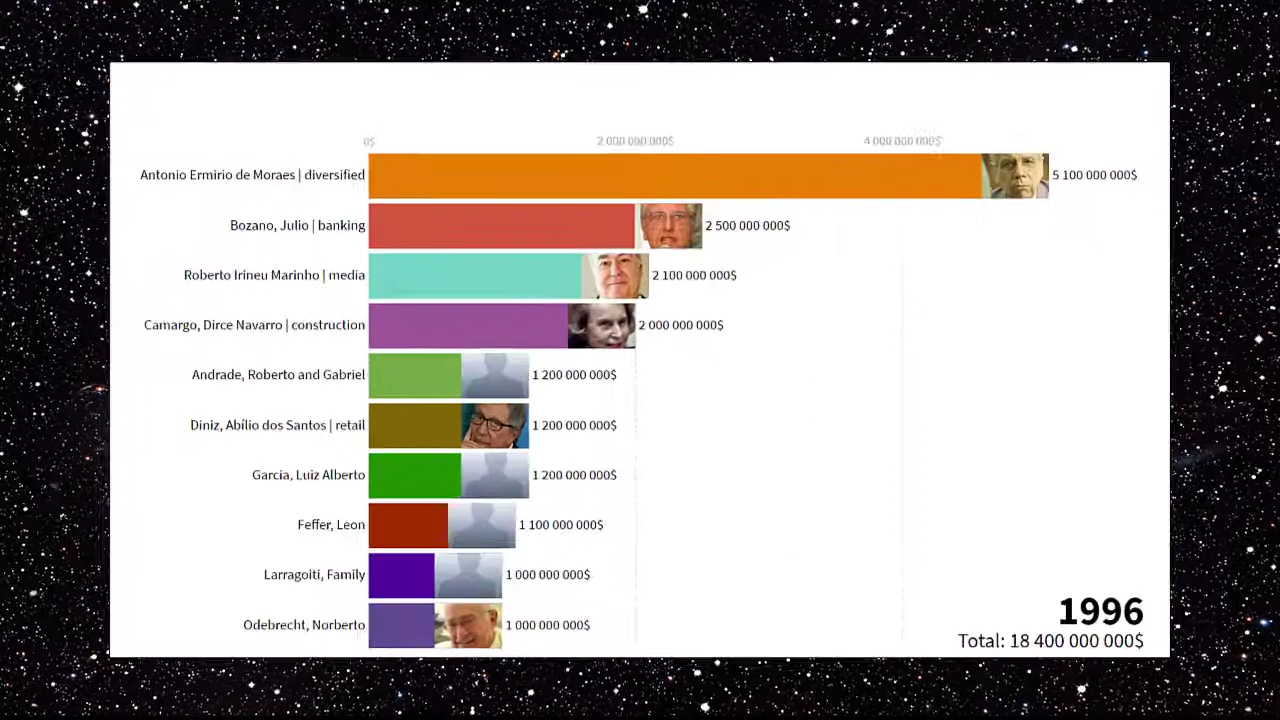 0$ 2 000 000 000$ 4 000 000 000$
Antonio Ermirio de Moraes | diversified 5 100 000 000$
Bozano, Julio | banking 2 500 000 000$
Roberto Irineu Marinho | media 2 100 000 000$
Camargo, Dirce Navarro | construction 2 000 000 000$
Andrade, Roberto and Gabriel 1 200 000 000$
Diniz, Abílio dos Santos | retail 1 200 000 000$
Garcia, Luiz Alberto 1 200 000 000$
Feffer, Leon 1 100 000 000$
Larragoiti, Family 1 000 000 000$
Odebrecht, Norberto 1 000 000 000$
1996
Total: 18 400 000 000$